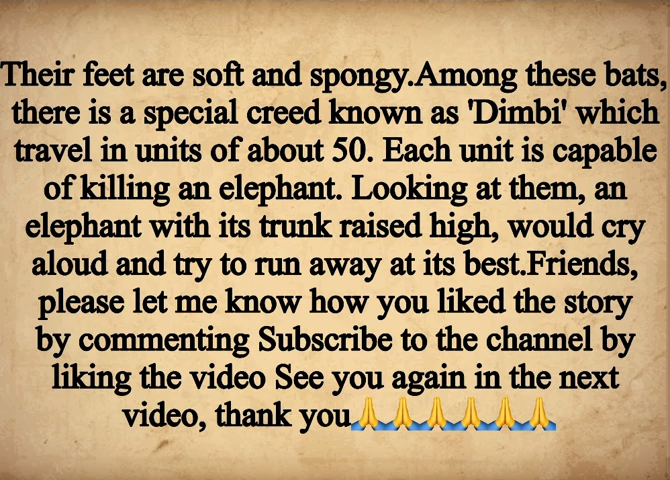 Their feet are soft and spongy.Among these bats,
there is a special creed known as 'Dimbi' which
travel in units of about 50. Each unit is capable
of killing an elephant. Looking at them, an
elephant with its trunk raised high, would cry
aloud and try to run away at its best.Friends,
please let me know how you liked the story
by commenting Subscribe to the channel by
liking the video See you again in the next
video, thank you🙏🙏🙏🙏🙏🙏